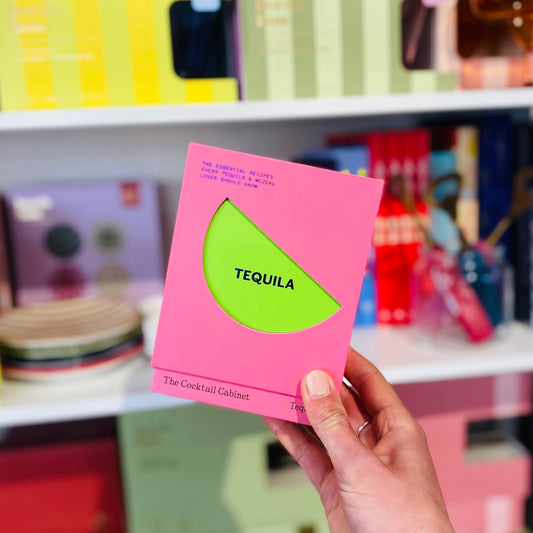 THE ESSENTIAL RECIPES
EVERY TEQUILA & MEZCAL
LOVER SHOULD KNOW
TEQUILA
The Cocktail Cabinet